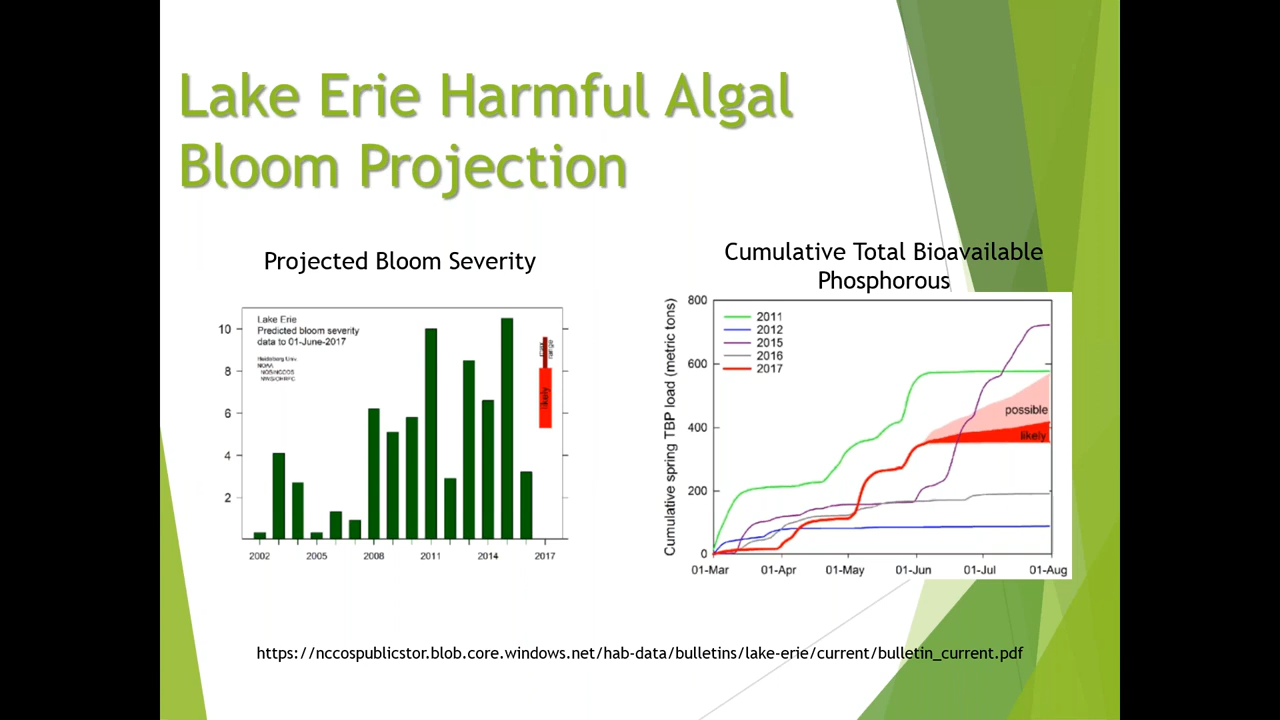 Lake Erie Harmful Algal
Bloom Projection
Projected Bloom Severity
Lake Erie
Predicted bloom severity
data to 01-June-2017
Heidelberg Univ.
NOAA
NOS/NCCOS
NWS/OHRFC
10
8
6
4
2
range
likely
2002
2005
2008
2011
2014
2017
Cumulative Total Bioavailable
Phosphorous
Cumulative spring TBP load (metric tons)
800
600
400
200
0
2011
2012
2015
2016
2017
possible
likely
01-Mar
01-Apr
01-May
01-Jun
01-Jul
01-Aug
https://nccospublicstor.blob.core.windows.net/hab-data/bulletins/lake-erie/current/bulletin_current.pdf